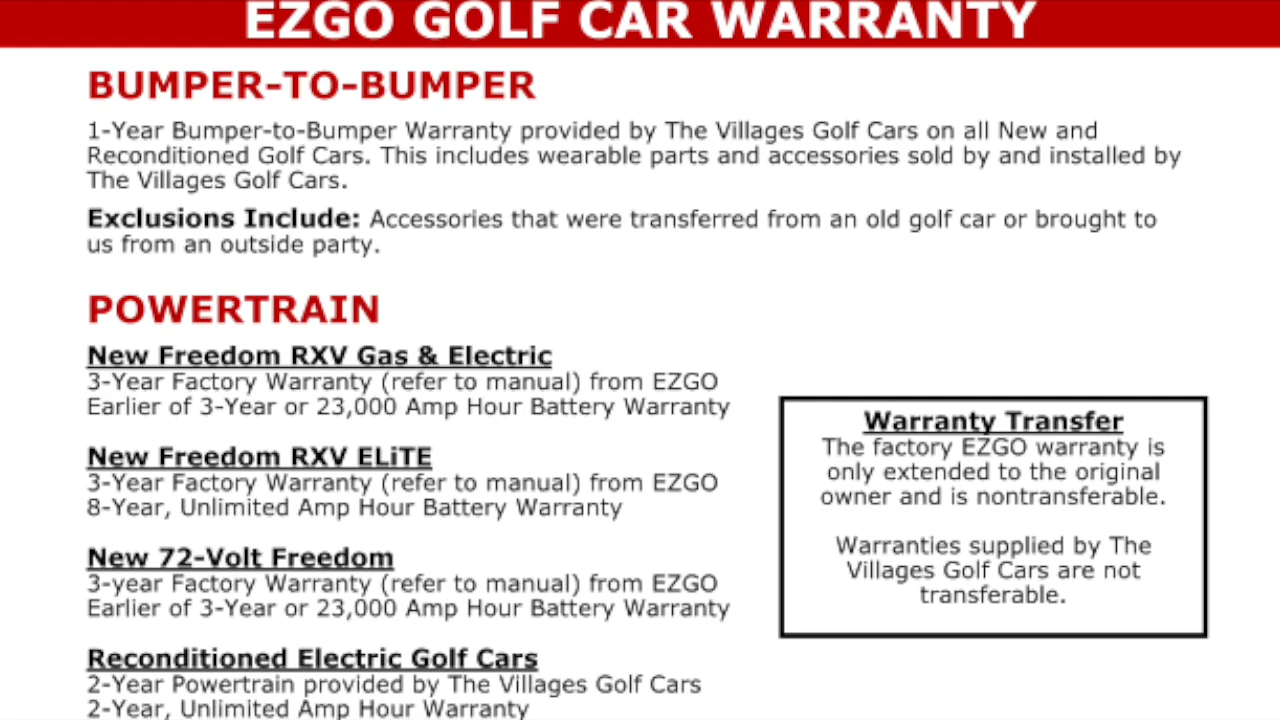 EZGO GOLF CAR WARRANTY
BUMPER-TO-BUMPER
1-Year Bumper-to-Bumper Warranty provided by The Villages Golf Cars on all New and
Reconditioned Golf Cars. This includes wearable parts and accessories sold by and installed by
The Villages Golf Cars.
Exclusions Include: Accessories that were transferred from an old golf car or brought to
us from an outside party.
POWERTRAIN
New Freedom RXV Gas & Electric
3-Year Factory Warranty (refer to manual) from EZGO
Earlier of 3-Year or 23,000 Amp Hour Battery Warranty
New Freedom RXV ELiTE
3-Year Factory Warranty (refer to manual) from EZGO
8-Year, Unlimited Amp Hour Battery Warranty
New 72-Volt Freedom
3-year Factory Warranty (refer to manual) from EZGO
Earlier of 3-Year or 23,000 Amp Hour Battery Warranty
Reconditioned Electric Golf Cars
2-Year Powertrain provided by The Villages Golf Cars
2-Year, Unlimited Amp Hour Warranty
Warranty Transfer
The factory EZGO warranty is
only extended to the original
owner and is nontransferable.
Warranties supplied by The
Villages Golf Cars are not
transferable.